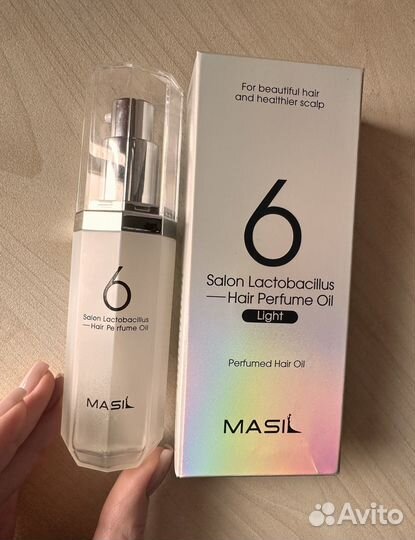 For beautiful hair
and healthier scalp
6
Salon Lactobacillus
—Hair Perfume Oil
Light
Perfumed Hair Oil
MASIL
6
Salon Lactobacillus
—Hair Perfume Oil
MASIL
Avito